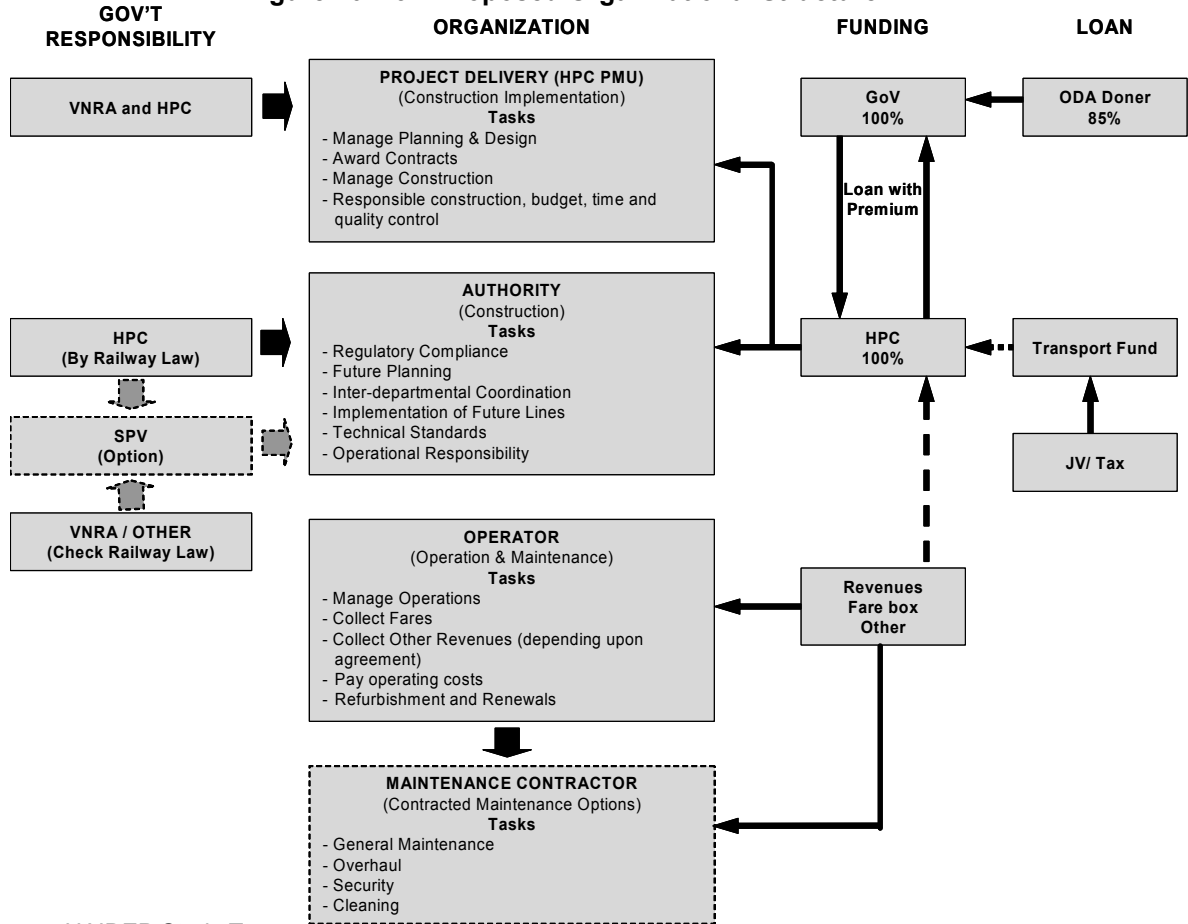 GOV'T
RESPONSIBILITY
ORGANIZATION
FUNDING
LOAN
VNRA and HPC
PROJECT DELIVERY (HPC PMU)
(Construction Implementation)
Tasks
- Manage Planning & Design
- Award Contracts
- Manage Construction
- Responsible construction, budget, time and
quality control
GoV
100%
ODA Doner
85%
Loan with
Premium
HPC
(By Railway Law)
SPV
(Option)
VNRA / OTHER
(Check Railway Law)
AUTHORITY
(Construction)
Tasks
- Regulatory Compliance
- Future Planning
- Inter-departmental Coordination
- Implementation of Future Lines
- Technical Standards
- Operational Responsibility
HPC
100%
Transport Fund
JV/ Tax
OPERATOR
(Operation & Maintenance)
Tasks
- Manage Operations
- Collect Fares
- Collect Other Revenues (depending upon
agreement)
- Pay operating costs
- Refurbishment and Renewals
Revenues
Fare box
Other
MAINTENANCE CONTRACTOR
(Contracted Maintenance Options)
Tasks
- General Maintenance
- Overhaul
- Security
- Cleaning